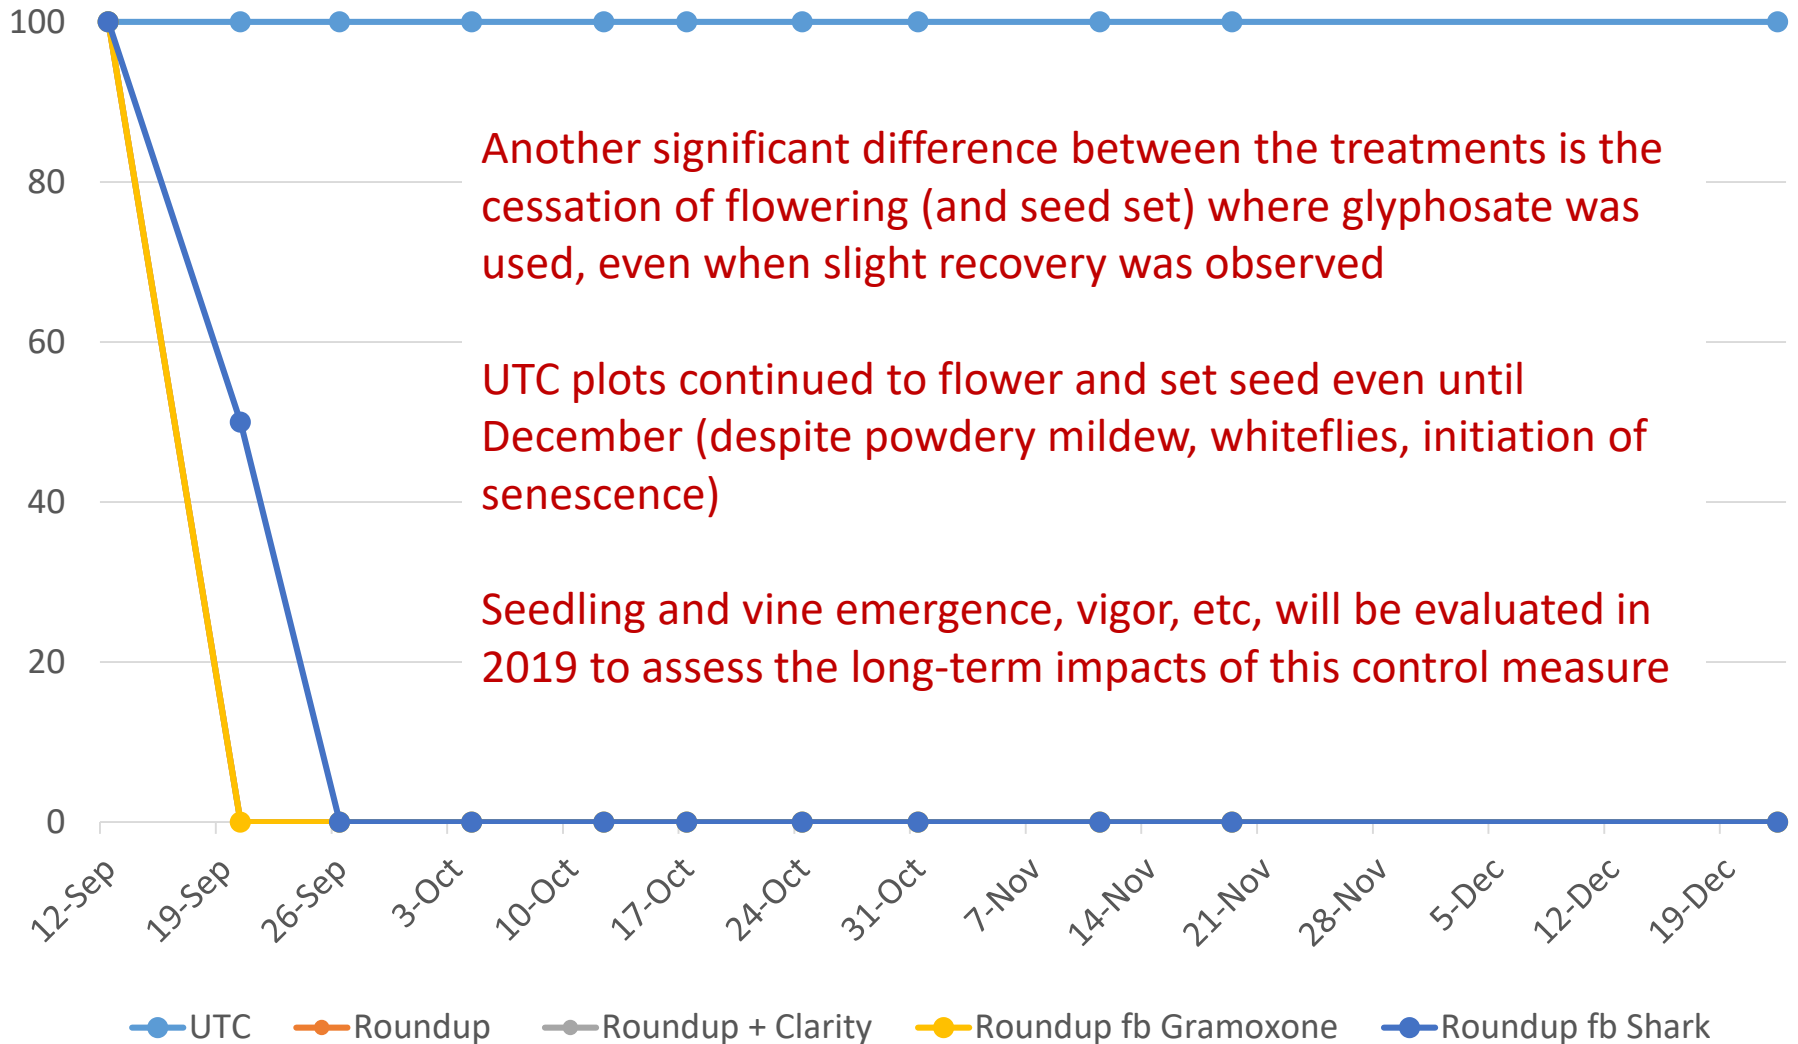 100
80
60
40
20
0
Another significant difference between the treatments is the
cessation of flowering (and seed set) where glyphosate was
used, even when slight recovery was observed
UTC plots continued to flower and set seed even until
December (despite powdery mildew, whiteflies, initiation of
senescence)
Seedling and vine emergence, vigor, etc, will be evaluated in
2019 to assess the long-term impacts of this control measure
12-Sep
19-Sep
26-Sep
3-Oct
10-Oct
17-Oct
24-Oct
31-Oct
7-Nov
14-Nov
21-Nov
28-Nov
5-Dec
12-Dec
19-Dec
UTC Roundup Roundup + Clarity Roundup fb Gramoxone Roundup fb Shark